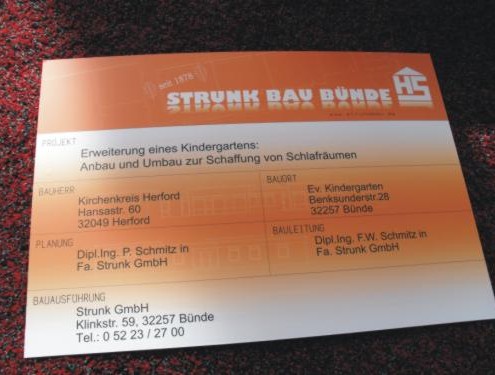 seit 1876
STRUNK BAU BÜNDE HS
PROJEKT
Erweiterung eines Kindergartens:
Anbau und Umbau zur Schaffung von Schlafräumen
BAUHERR
Kirchenkreis Herford
Hansastr. 60
32049 Herford
BAUORT
Ev. Kindergarten
Benksunderstr.28
32257 Bünde
PLANUNG
Dipl.Ing. P. Schmitz in
Fa. Strunk GmbH
BAULEITUNG
Dipl.Ing. F.W. Schmitz in
Fa. Strunk GmbH
BAUAUSFÜHRUNG
Strunk GmbH
Klinkstr. 59, 32257 Bünde
Tel.: 0 52 23 / 27 00